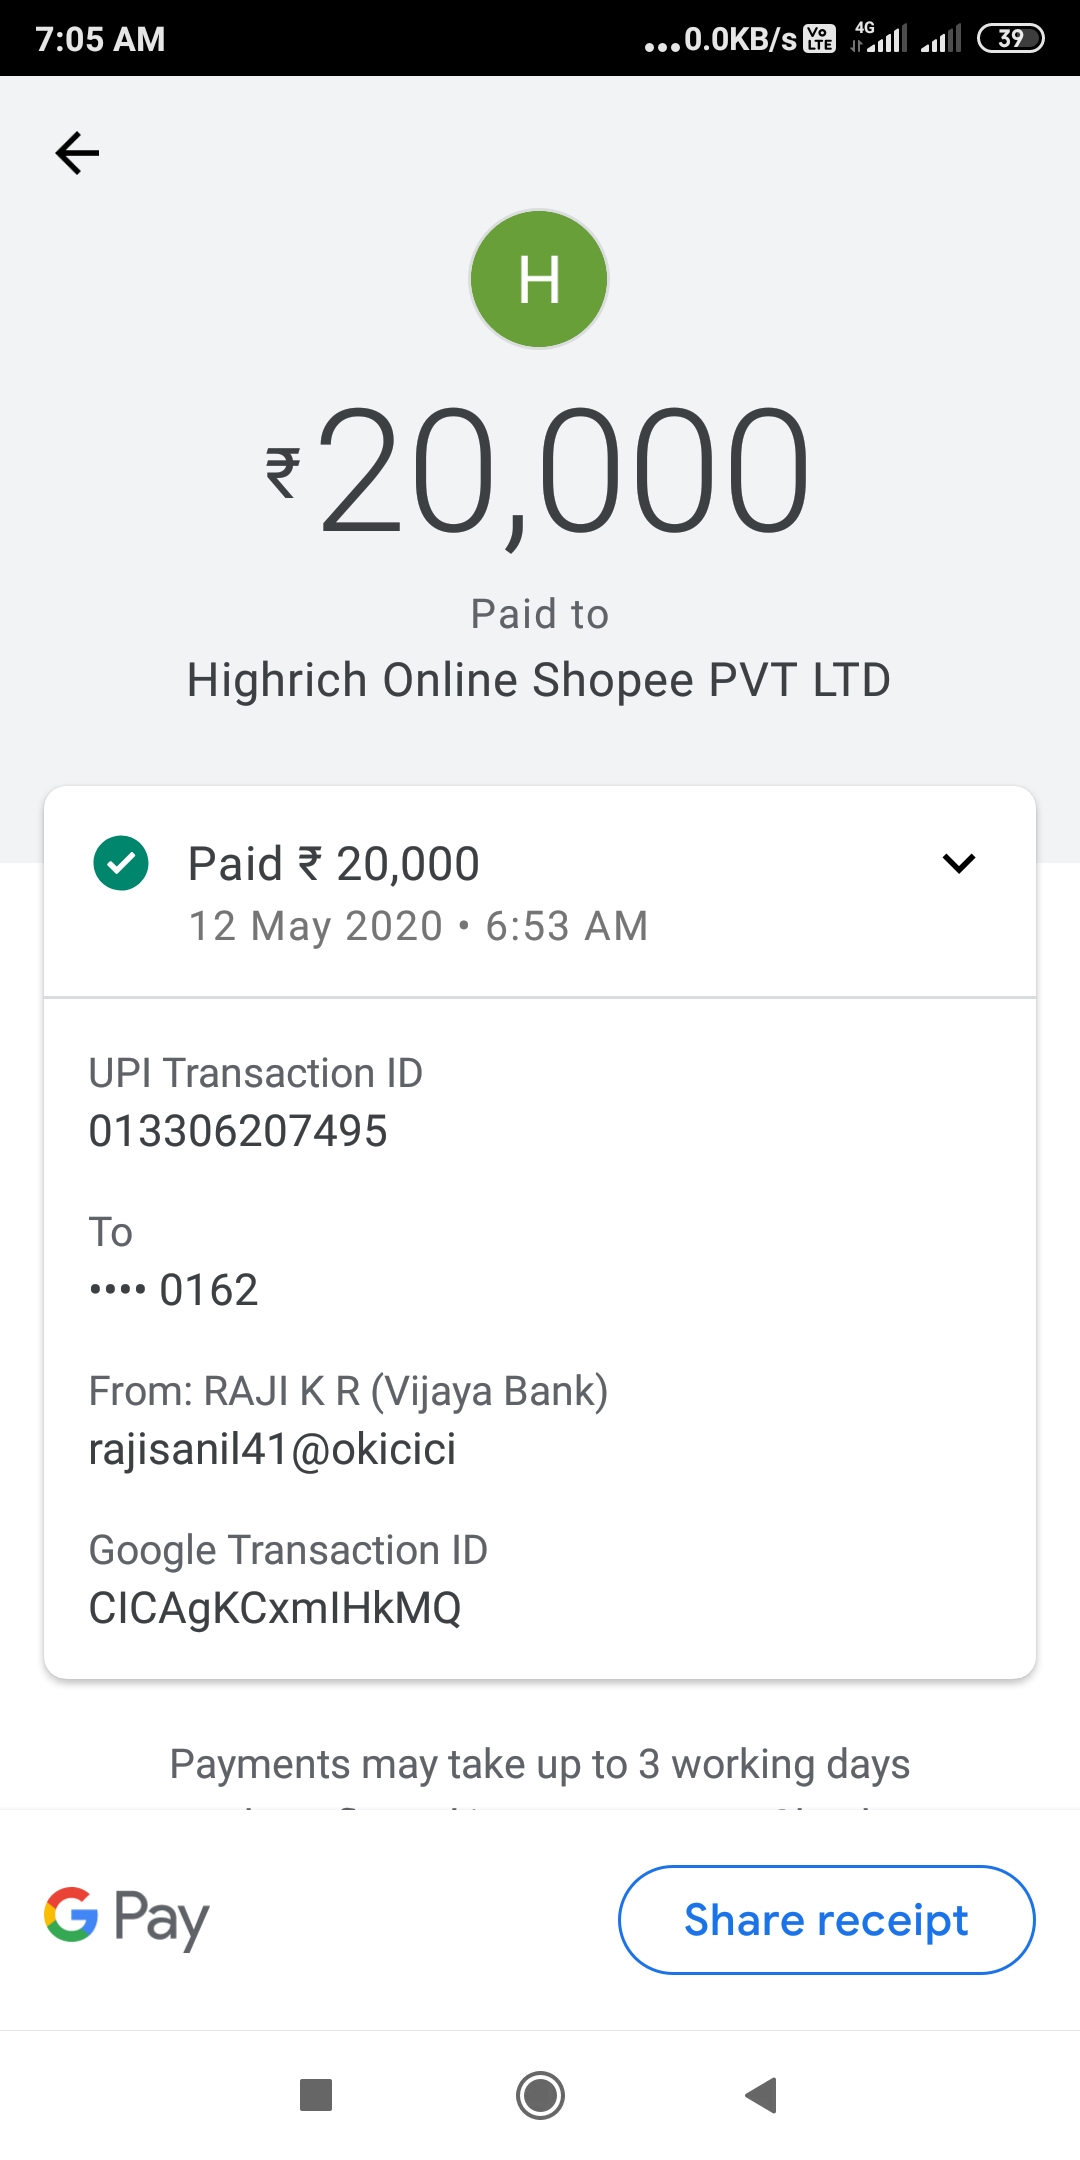 7:05 AM
...0.0KB/s Vo LTE 4G 39
H
₹20,000
Paid to
Highrich Online Shopee PVT LTD
Paid ₹ 20,000
12 May 2020 • 6:53 AM
UPI Transaction ID
013306207495
To
•••• 0162
From: RAJI K R (Vijaya Bank)
rajisanil41@okicici
Google Transaction ID
CICAgKCxmIHkMQ
Payments may take up to 3 working days
G Pay
Share receipt